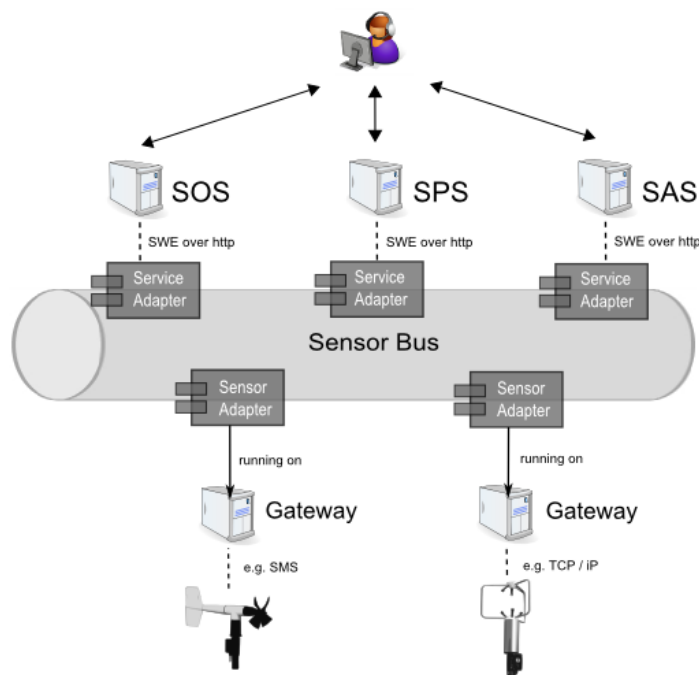 SOS
SPS
SAS
SWE over http
SWE over http
SWE over http
Service
Adapter
Service
Adapter
Service
Adapter
Sensor Bus
Sensor
Adapter
Sensor
Adapter
running on
running on
Gateway
Gateway
e.g. SMS
e.g. TCP / iP